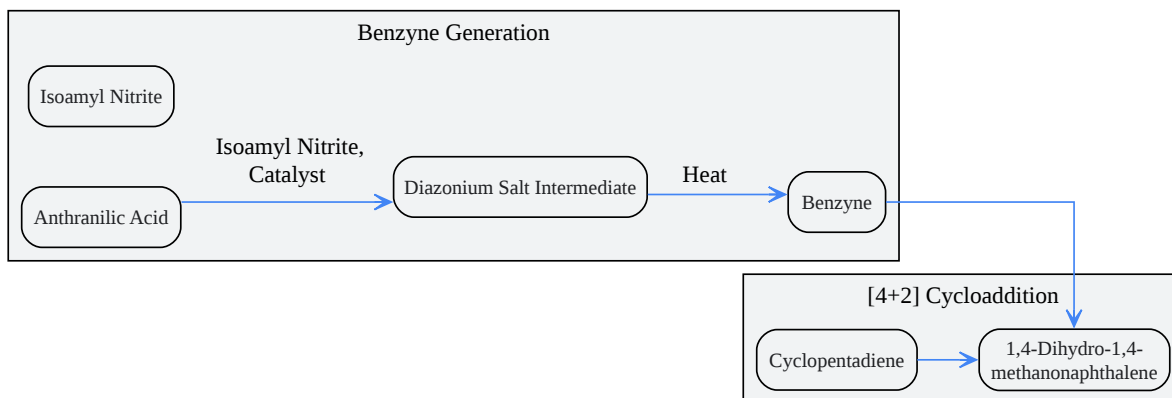 Benzyne Generation
Isoamyl Nitrite
Isoamyl Nitrite,
Catalyst
Anthranilic Acid
Diazonium Salt Intermediate
Heat
Benzyne
[4+2] Cycloaddition
Cyclopentadiene
1,4-Dihydro-1,4-
methanonaphthalene